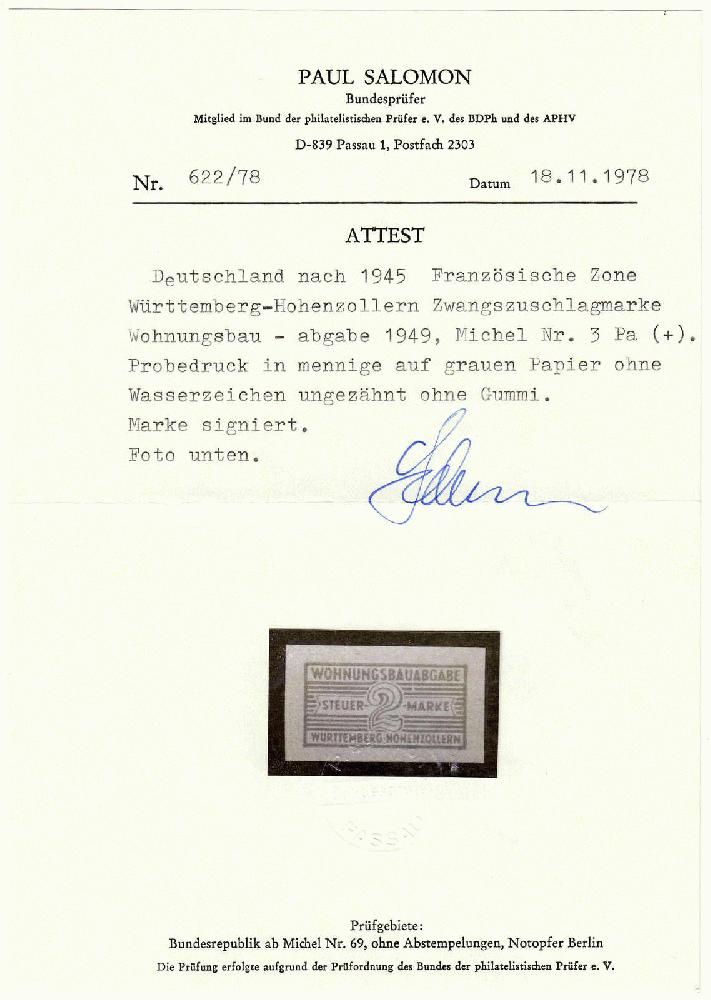 PAUL SALOMON
Bundesprüfer
Mitglied im Bund der philatelistischen Prüfer e. V. des BDPh und des APHV
D-839 Passau 1, Postfach 2303
Nr. 622/78 Datum 18.11.1978
ATTEST
Deutschland nach 1945 Französische Zone
Württemberg-Hohenzollern Zwangszuschlagmarke
Wohnungsbau - abgabe 1949, Michel Nr. 3 Pa (+).
Probedruck in mennige auf grauen Papier ohne
Wasserzeichen ungezähnt ohne Gummi.
Marke signiert.
Foto unten.
WOHNUNGSBAUABGABE
STEUER- 2 -MARKE
WÜRTTEMBERG HOHENZOLLERN
PASSAU
Prüfgebiete:
Bundesrepublik ab Michel Nr. 69, ohne Abstempelungen, Notopfer Berlin
Die Prüfung erfolgte aufgrund der Prüfordnung des Bundes der philatelistischen Prüfer e. V.